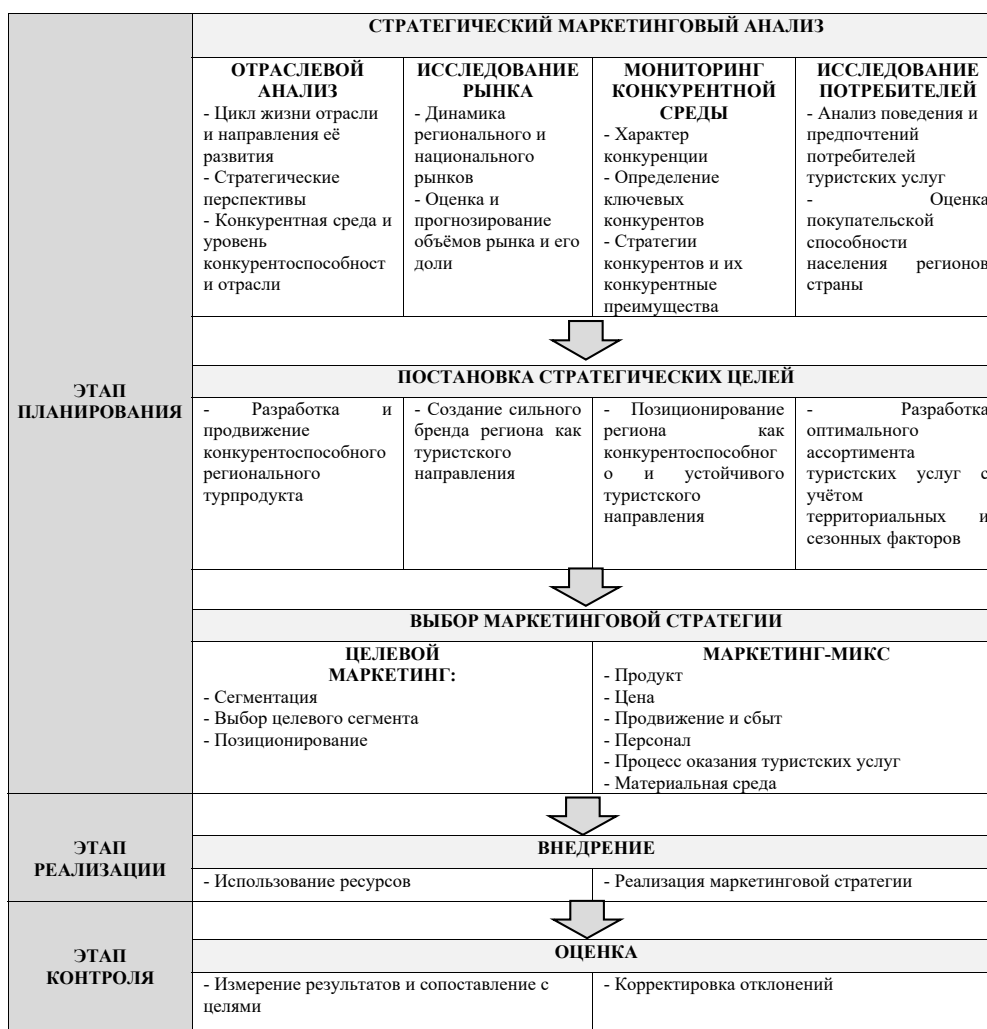 СТРАТЕГИЧЕСКИЙ МАРКЕТИНГОВЫЙ АНАЛИЗ
ОТРАСЛЕВОЙ
АНАЛИЗ
- Цикл жизни отрасли
и направления её
развития
- Стратегические
перспективы
- Конкурентная среда и
уровень
конкурентоспособност
и отрасли
ИССЛЕДОВАНИЕ
РЫНКА
- Динамика
регионального и
национального
рынков
- Оценка и
прогнозирование
объёмов рынка и его
доли
МОНИТОРИНГ
КОНКУРЕНТНОЙ
СРЕДЫ
- Характер
конкуренции
- Определение
ключевых
конкурентов
- Стратегии
конкурентов и их
конкурентные
преимущества
ИССЛЕДОВАНИЕ
ПОТРЕБИТЕЛЕЙ
- Анализ поведения и
предпочтений
потребителей
туристских услуг
- Оценка
покупательской
способности
населения регионов
страны
ЭТАП
ПЛАНИРОВАНИЯ
ПОСТАНОВКА СТРАТЕГИЧЕСКИХ ЦЕЛЕЙ
- Разработка и
продвижение
конкурентоспособного
регионального
турпродукта
- Создание сильного
бренда региона как
туристского
направления
- Позиционирование
региона как
конкурентоспособног
о и устойчивого
туристского
направления
- Разработка
оптимального
ассортимента
туристских услуг с
учётом
территориальных и
сезонных факторов
ВЫБОР МАРКЕТИНГОВОЙ СТРАТЕГИИ
ЦЕЛЕВОЙ
МАРКЕТИНГ:
- Сегментация
- Выбор целевого сегмента
- Позиционирование
МАРКЕТИНГ-МИКС
- Продукт
- Цена
- Продвижение и сбыт
- Персонал
- Процесс оказания туристских услуг
- Материальная среда
ЭТАП
РЕАЛИЗАЦИИ
ВНЕДРЕНИЕ
- Использование ресурсов
- Реализация маркетинговой стратегии
ЭТАП
КОНТРОЛЯ
ОЦЕНКА
- Измерение результатов и сопоставление с
целями
- Корректировка отклонений